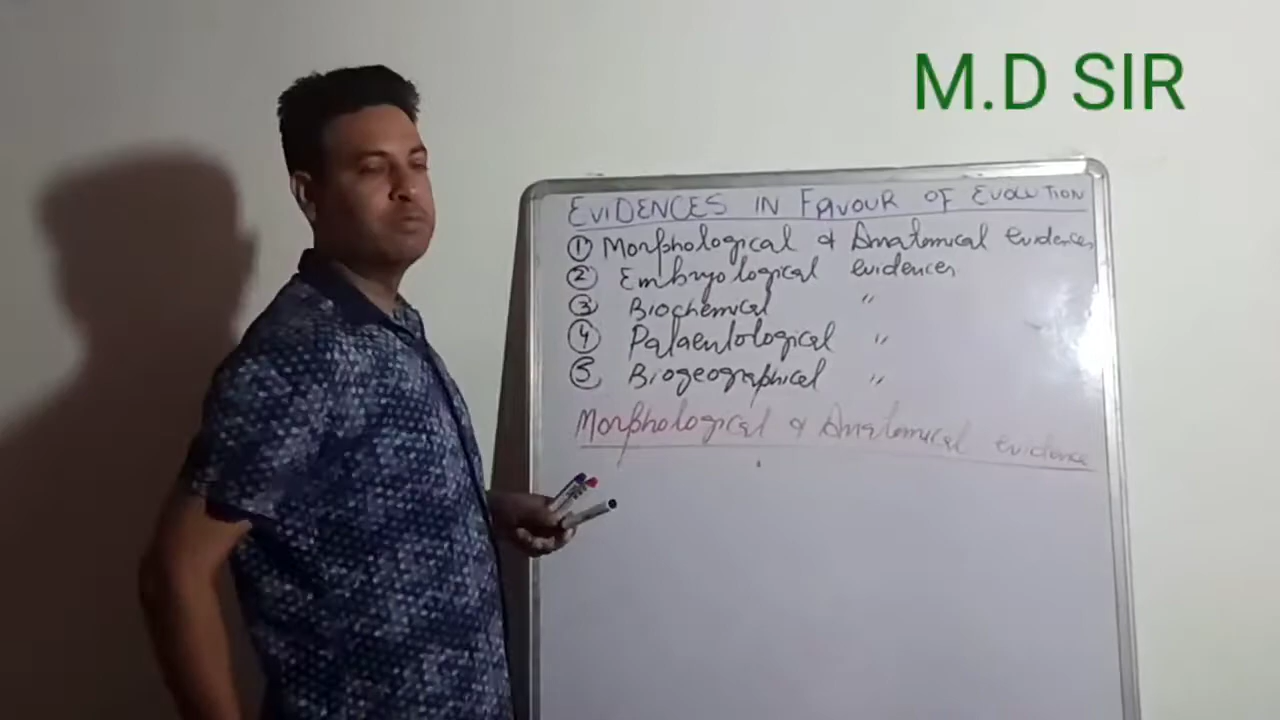 M.D SIR
EVIDENCES IN FAVOUR OF EVOLUTION
① Morphological & Anatomical evidences
② Embryological evidences
③ Biochemical "
④ Palaentological "
⑤ Biogeographical "
Morphological & Anatomical evidence